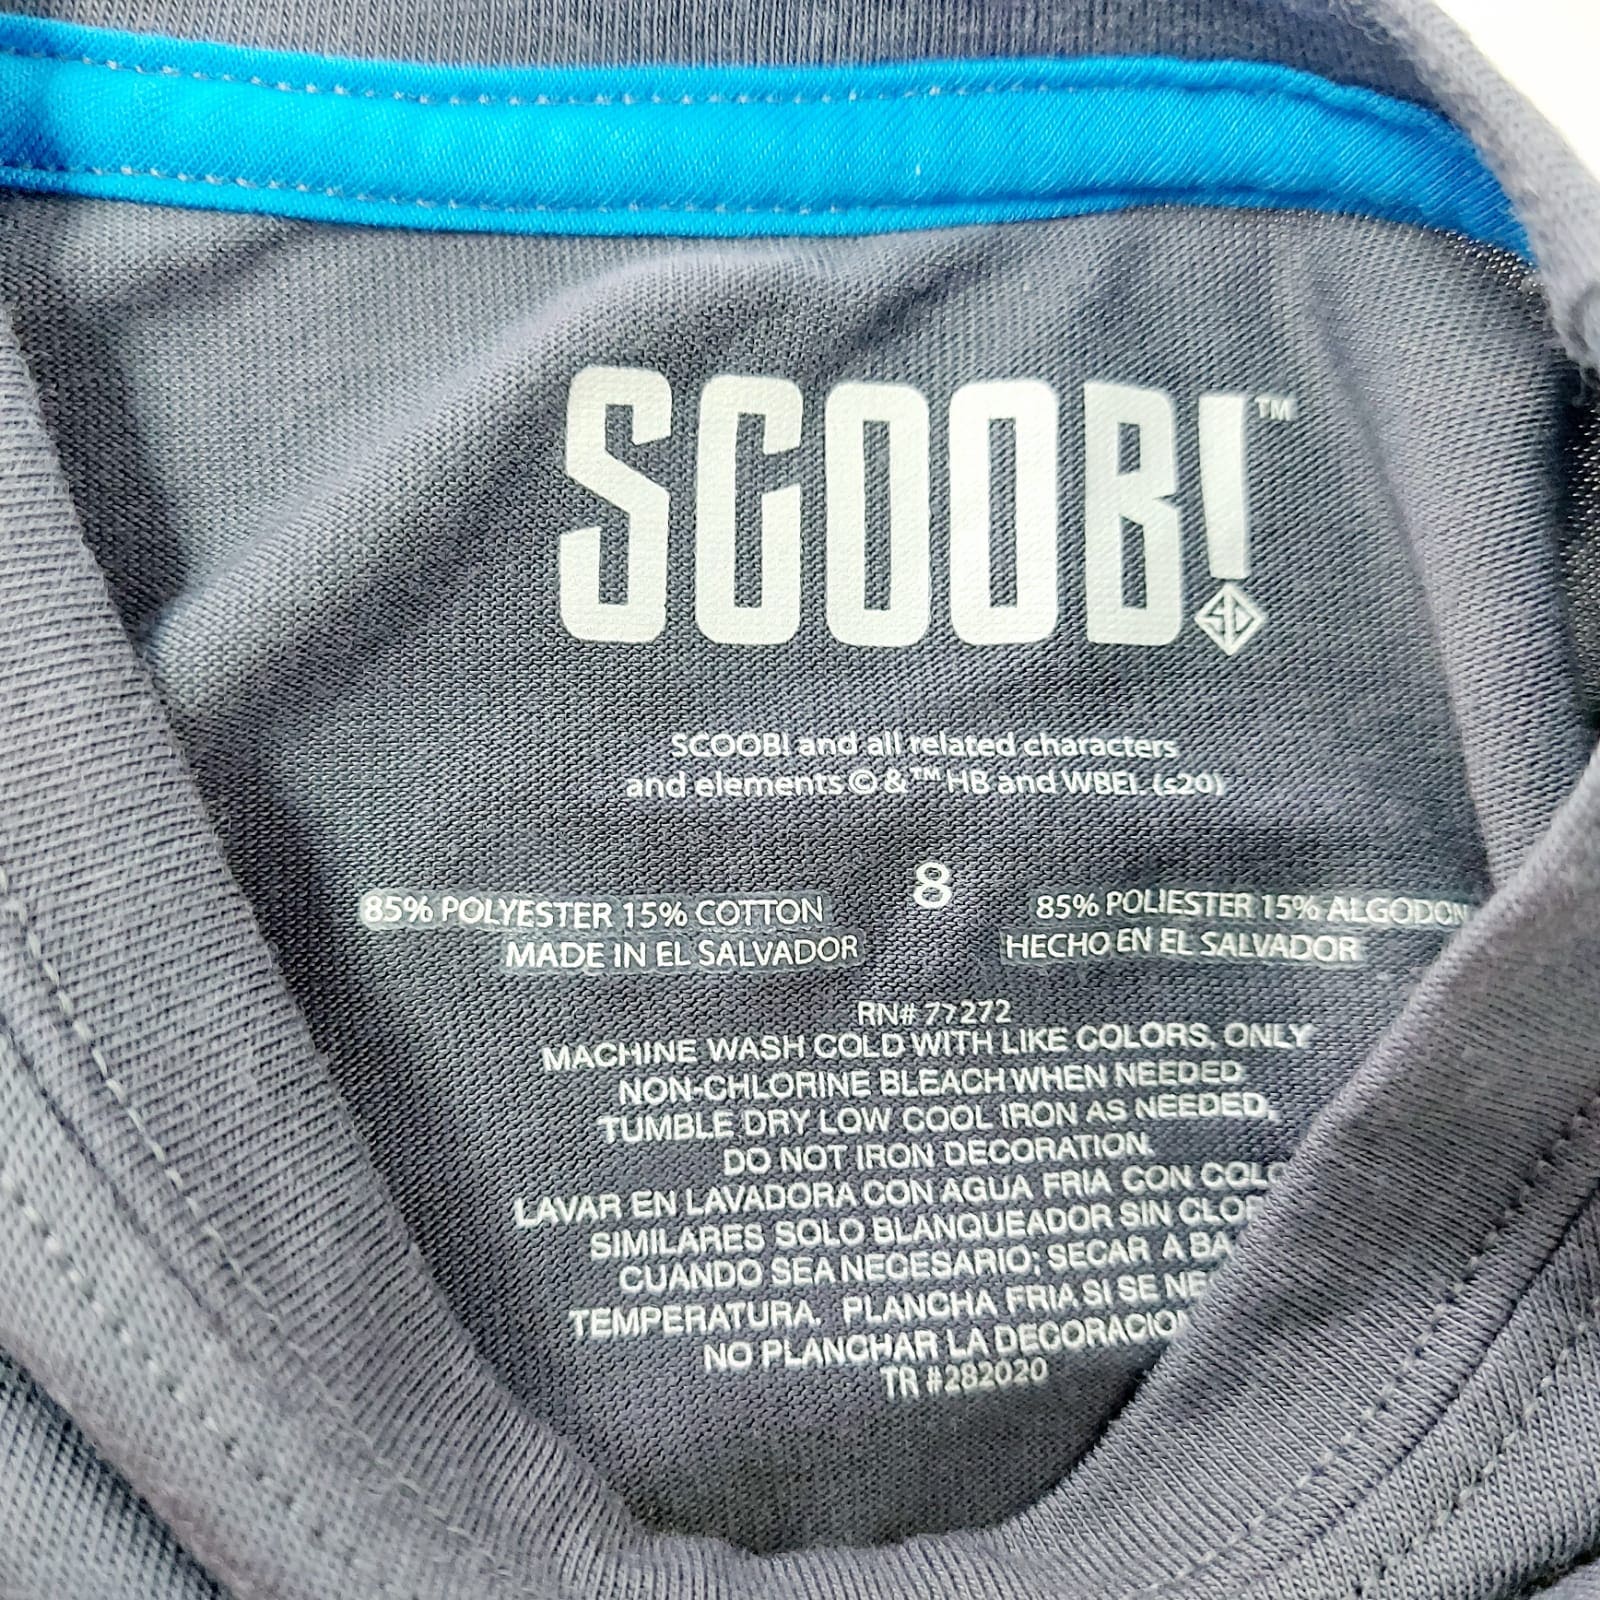 SCOOB!™
SD
SCOOB! and all related characters
and elements © & ™ HB and WBEI. (s20)
8
85% POLYESTER 15% COTTON
MADE IN EL SALVADOR
85% POLIESTER 15% ALGODON
HECHO EN EL SALVADOR
RN# 77272
MACHINE WASH COLD WITH LIKE COLORS. ONLY
NON-CHLORINE BLEACH WHEN NEEDED
TUMBLE DRY LOW COOL IRON AS NEEDED,
DO NOT IRON DECORATION.
LAVAR EN LAVADORA CON AGUA FRIA CON
SIMILARES SOLO BLANQUEADOR SIN
CUANDO SEA NECESARIO; SECAR A
TEMPERATURA. PLANCHA FRIA SI SE
NO PLANCHAR LA DECORACION
TR #282020